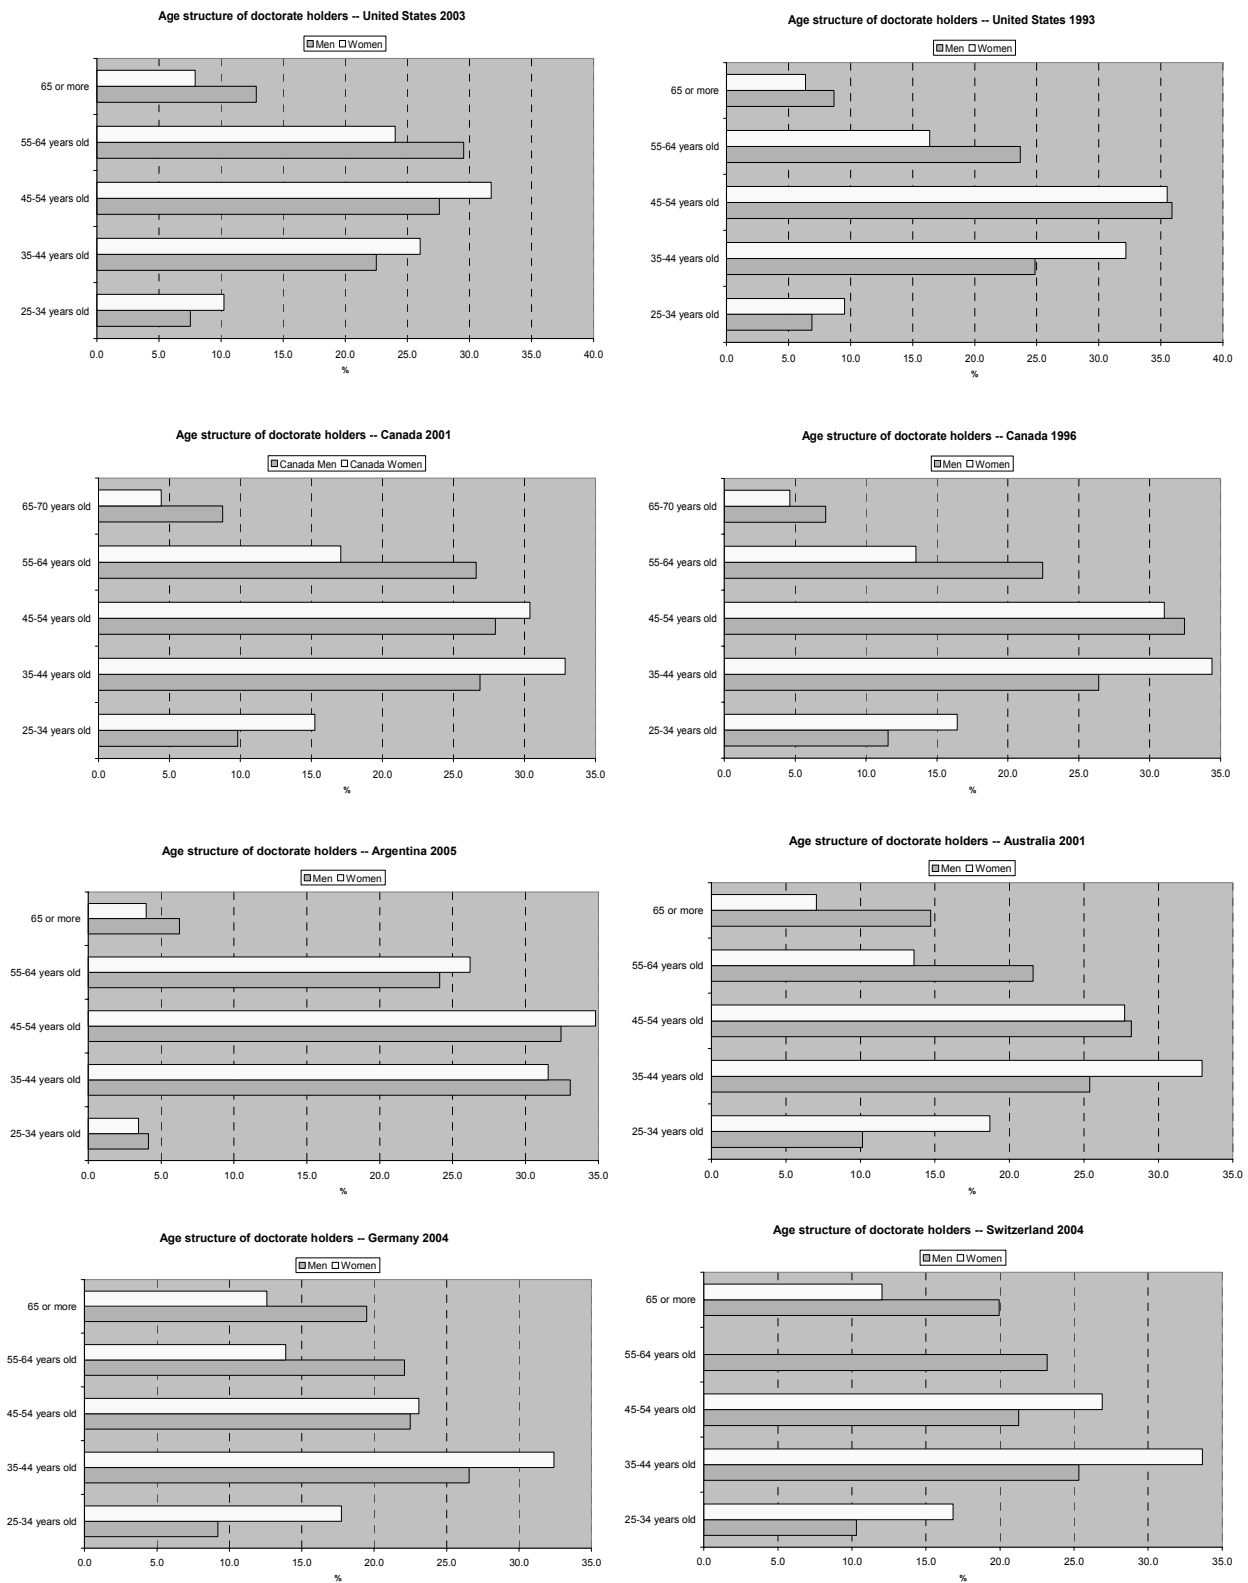 Age structure of doctorate holders -- United States 2003
Men Women
65 or more
55-64 years old
45-54 years old
35-44 years old
25-34 years old
0.0 5.0 10.0 15.0 20.0 25.0 30.0 35.0 40.0
%
Age structure of doctorate holders -- United States 1993
Men Women
65 or more
55-64 years old
45-54 years old
35-44 years old
25-34 years old
0.0 5.0 10.0 15.0 20.0 25.0 30.0 35.0 40.0
%
Age structure of doctorate holders -- Canada 2001
Canada Men Canada Women
65-70 years old
55-64 years old
45-54 years old
35-44 years old
25-34 years old
0.0 5.0 10.0 15.0 20.0 25.0 30.0 35.0
%
Age structure of doctorate holders -- Canada 1996
Men Women
65-70 years old
55-64 years old
45-54 years old
35-44 years old
25-34 years old
0.0 5.0 10.0 15.0 20.0 25.0 30.0 35.0
%
Age structure of doctorate holders -- Argentina 2005
Men Women
65 or more
55-64 years old
45-54 years old
35-44 years old
25-34 years old
0.0 5.0 10.0 15.0 20.0 25.0 30.0 35.0
%
Age structure of doctorate holders -- Australia 2001
Men Women
65 or more
55-64 years old
45-54 years old
35-44 years old
25-34 years old
0.0 5.0 10.0 15.0 20.0 25.0 30.0 35.0
%
Age structure of doctorate holders -- Germany 2004
Men Women
65 or more
55-64 years old
45-54 years old
35-44 years old
25-34 years old
0.0 5.0 10.0 15.0 20.0 25.0 30.0 35.0
%
Age structure of doctorate holders -- Switzerland 2004
Men Women
65 or more
55-64 years old
45-54 years old
35-44 years old
25-34 years old
0.0 5.0 10.0 15.0 20.0 25.0 30.0 35.0
%